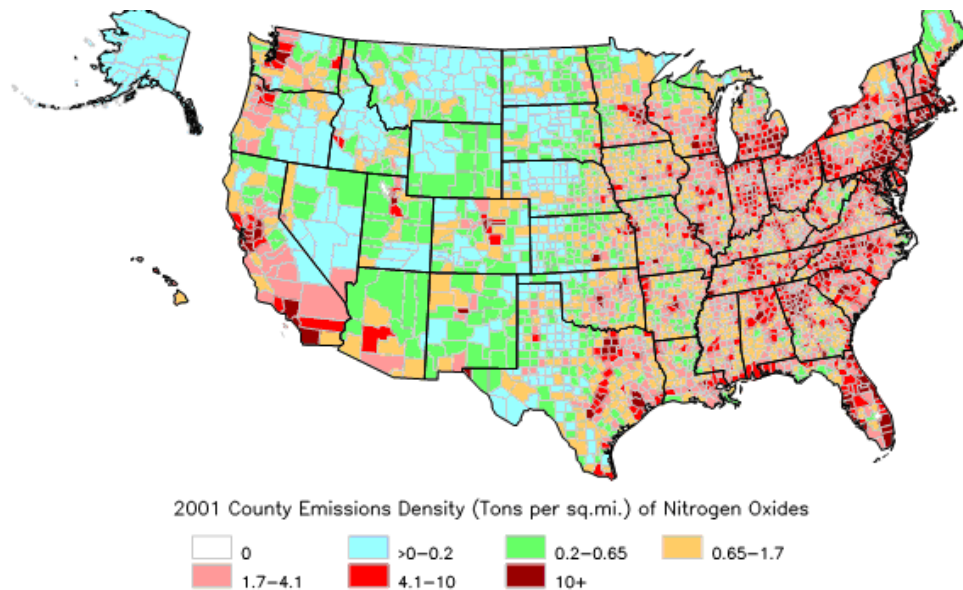 2001 County Emissions Density (Tons per sq.mi.) of Nitrogen Oxides
0 >0-0.2 0.2-0.65 0.65-1.7
1.7-4.1 4.1-10 10+